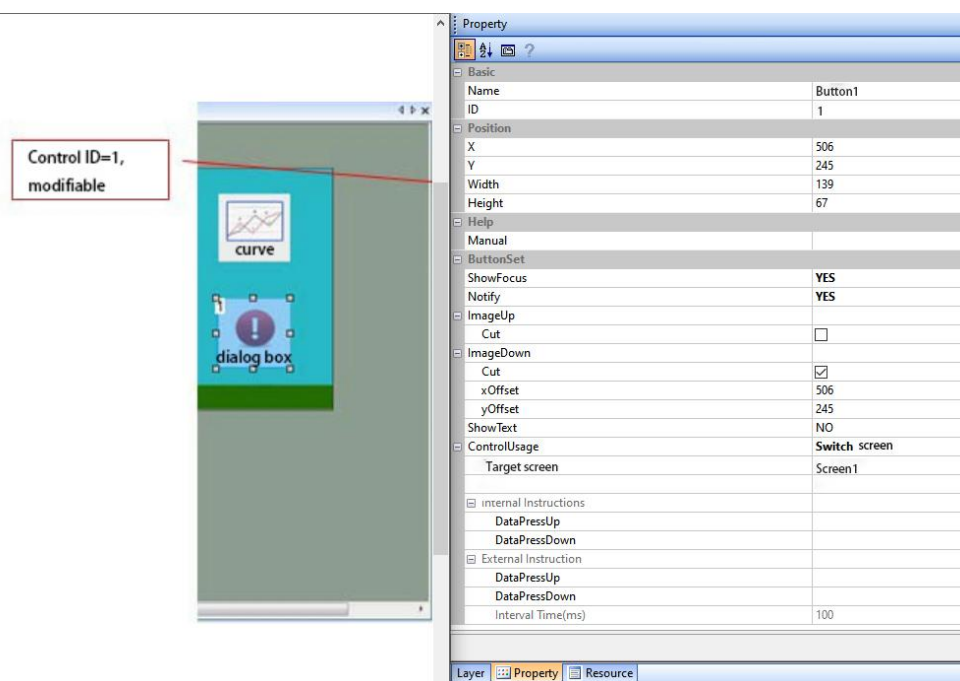 Control ID=1,
modifiable
curve
1
dialog box
Property
Basic
Name Button1
ID 1
Position
X 506
Y 245
Width 139
Height 67
Help
Manual
ButtonSet
ShowFocus YES
Notify YES
ImageUp
Cut
ImageDown
Cut
xOffset 506
yOffset 245
ShowText NO
ControlUsage Switch screen
Target screen Screen1
Internal Instructions
DataPressUp
DataPressDown
External Instruction
DataPressUp
DataPressDown
Interval Time(ms) 100
Layer Property Resource